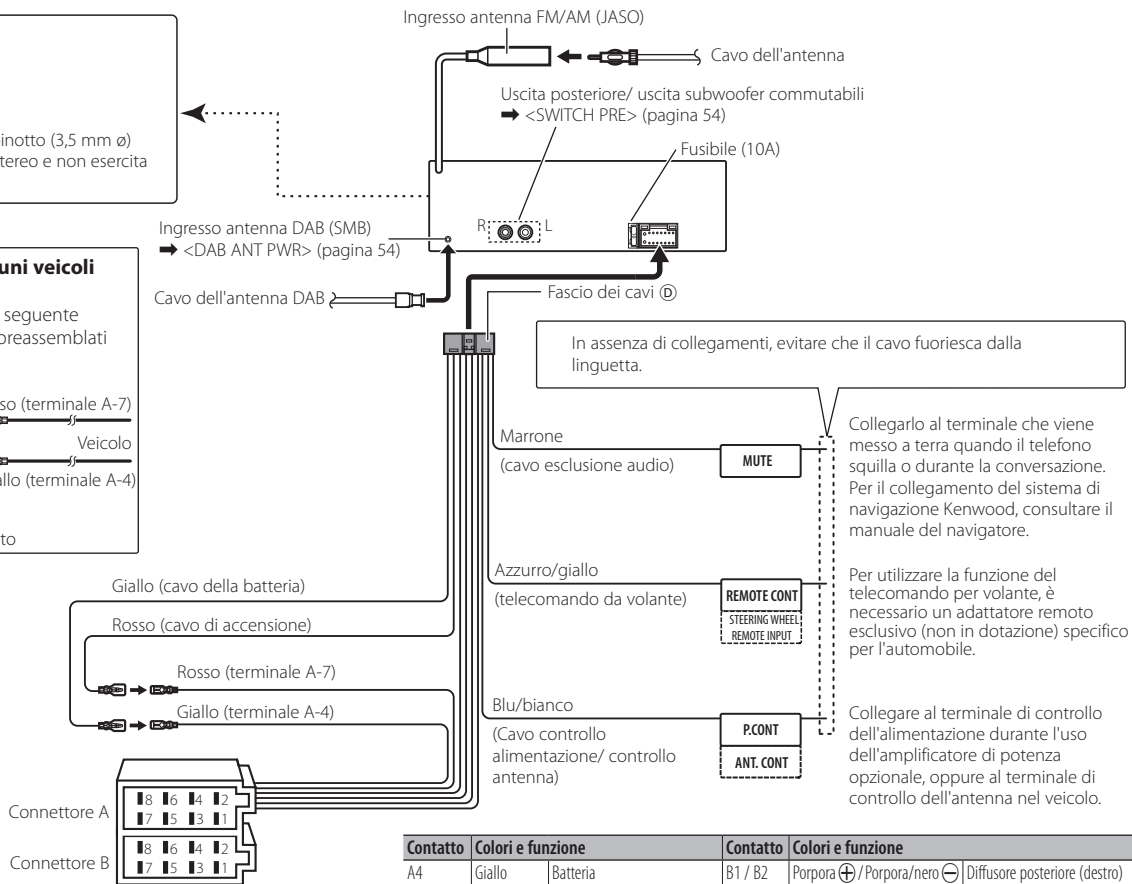 Ingresso antenna FM/AM (JASO)
Cavo dell'antenna
Uscita posteriore/ uscita subwoofer commutabili
➡ <SWITCH PRE> (pagina 54)
Fusibile (10A)
inotto (3,5 mm ø)
tereo e non esercita
Ingresso antenna DAB (SMB)
➡ <DAB ANT PWR> (pagina 54)
R
L
uni veicoli
seguente
preassemblati
so (terminale A-7)
Veicolo
allo (terminale A-4)
to
Cavo dell'antenna DAB
Fascio dei cavi Ⓓ
In assenza di collegamenti, evitare che il cavo fuoriesca dalla
linguetta.
Marrone
(cavo esclusione audio)
MUTE
Collegarlo al terminale che viene
messo a terra quando il telefono
squilla o durante la conversazione.
Per il collegamento del sistema di
navigazione Kenwood, consultare il
manuale del navigatore.
Azzurro/giallo
(telecomando da volante)
REMOTE CONT
STEERING WHEEL
REMOTE INPUT
Per utilizzare la funzione del
telecomando per volante, è
necessario un adattatore remoto
esclusivo (non in dotazione) specifico
per l'automobile.
Giallo (cavo della batteria)
Rosso (cavo di accensione)
Rosso (terminale A-7)
Giallo (terminale A-4)
Blu/bianco
(Cavo controllo
alimentazione/ controllo
antenna)
P.CONT
ANT. CONT
Collegare al terminale di controllo
dell'alimentazione durante l'uso
dell'amplificatore di potenza
opzionale, oppure al terminale di
controllo dell'antenna nel veicolo.
Connettore A
8 6 4 2
7 5 3 1
Connettore B
8 6 4 2
7 5 3 1
Contatto Colori e funzione Contatto Colori e funzione
A4 Giallo Batteria B1 / B2 Porpora ⊕ / Porpora/nero ⊖ Diffusore posteriore (destro)